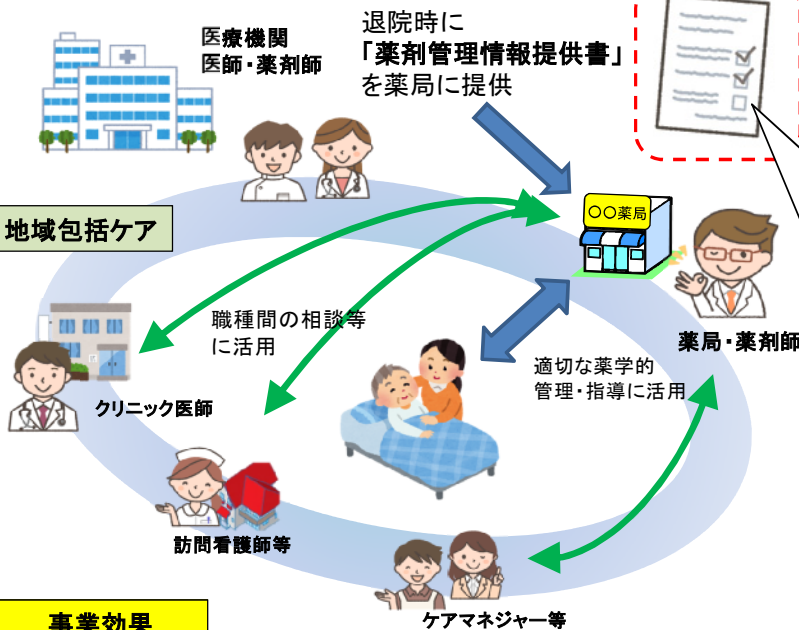 医療機関
医師・薬剤師
退院時に
「薬剤管理情報提供書」
を薬局に提供
地域包括ケア
〇〇薬局
職種間の相談等
に活用
薬局・薬剤師
適切な薬学的
管理・指導に活用
クリニック医師
訪問看護師等
ケアマネジャー等
事業効果